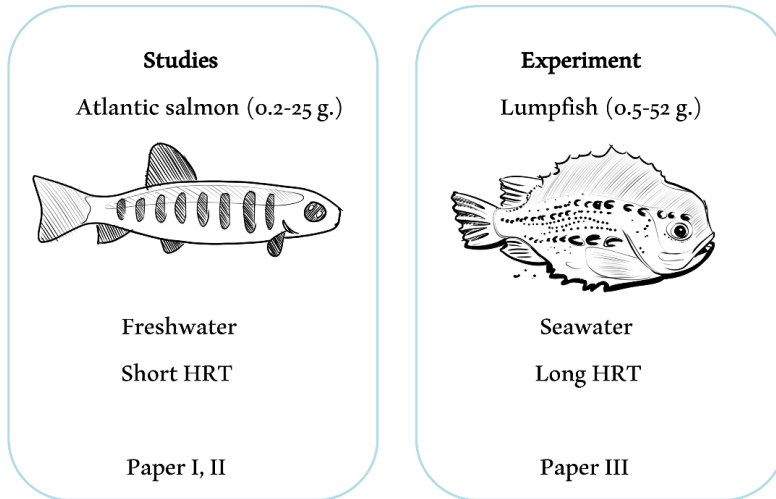 Studies
Atlantic salmon (0.2-25 g.)
Freshwater
Short HRT
Paper I, II
Experiment
Lumpfish (0.5-52 g.)
Seawater
Long HRT
Paper III